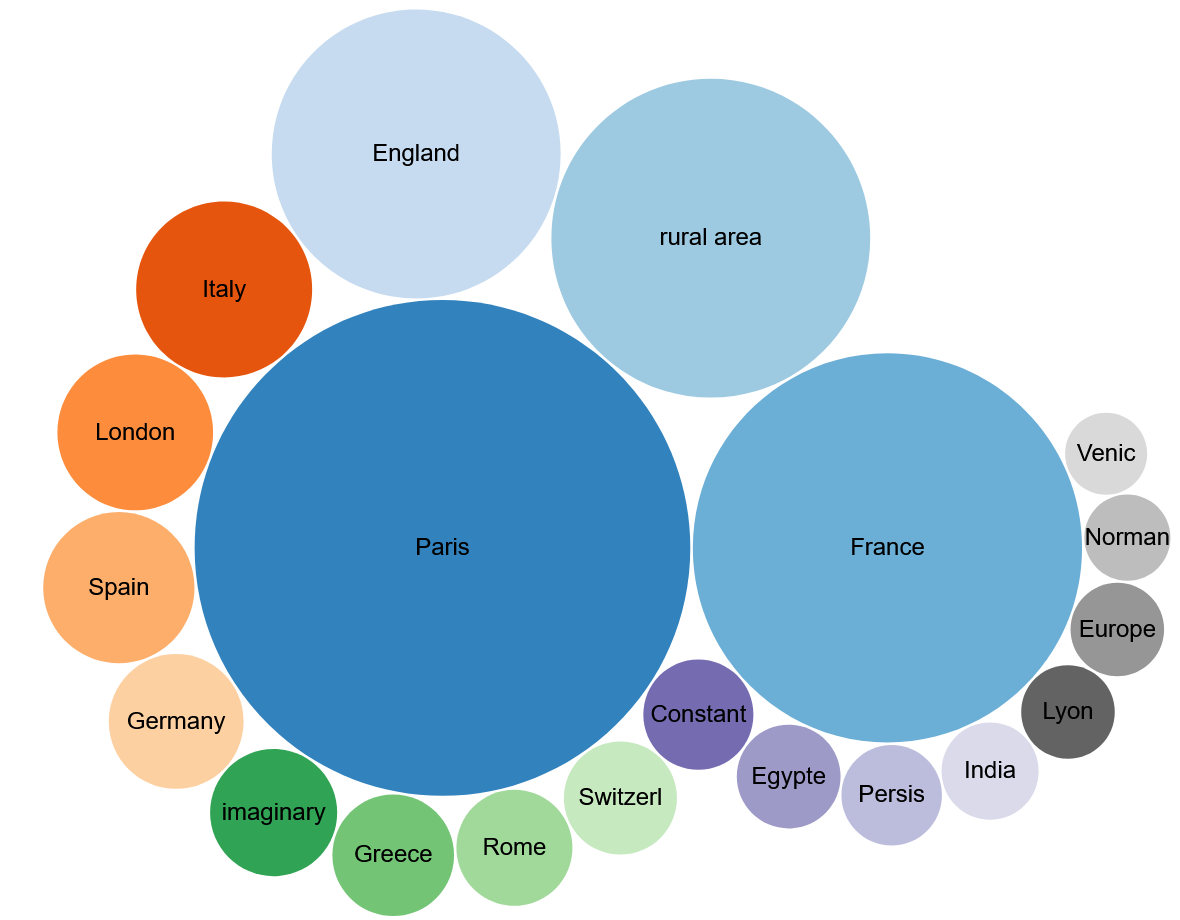 England
rural area
Italy
London
Venic
Norman
Paris
France
Spain
Europe
Lyon
Constant
Germany
India
Egypte
Persis
Switzerl
imaginary
Rome
Greece